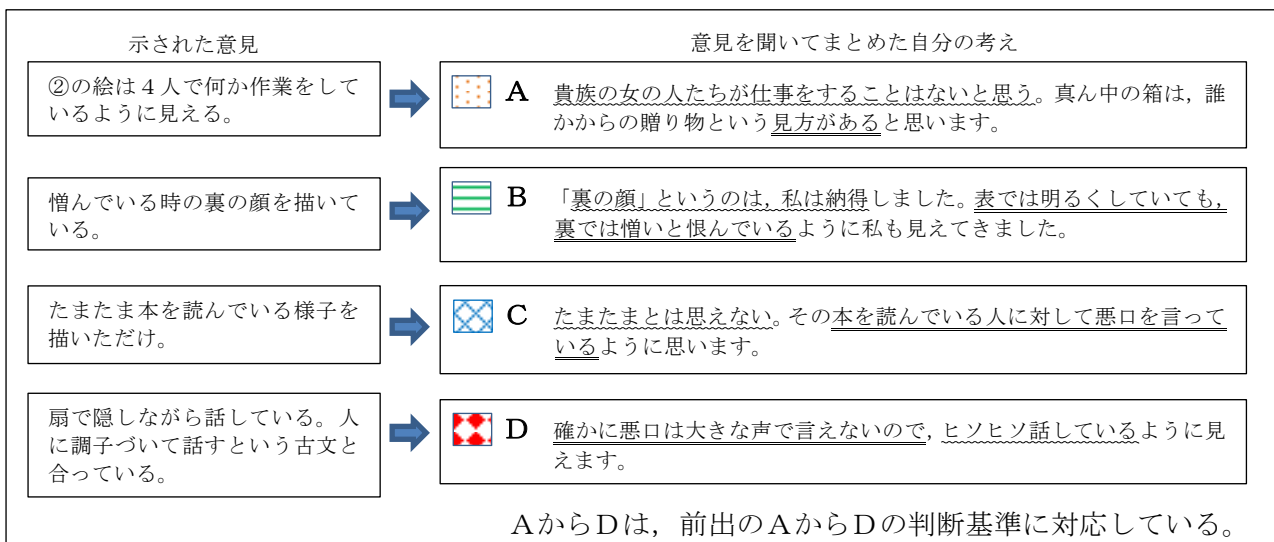 示された意見
意見を聞いてまとめた自分の考え
②の絵は4人で何か作業をして
いるように見える。
A 貴族の女の人たちが仕事をすることはないと思う。真ん中の箱は，誰
かからの贈り物という見方があると思います。
憎んでいる時の裏の顔を描いて
いる。
B 「裏の顔」というのは，私は納得しました。表では明るくしていても，
裏では憎いと恨んでいるように私も見えてきました。
たまたま本を読んでいる様子を
描いただけ。
C たまたまとは思えない。その本を読んでいる人に対して悪口を言って
いるように思います。
扇で隠しながら話している。人
に調子づいて話すという古文と
合っている。
D 確かに悪口は大きな声で言えないので，ヒソヒソ話しているように見
えます。
AからDは，前出のAからDの判断基準に対応している。